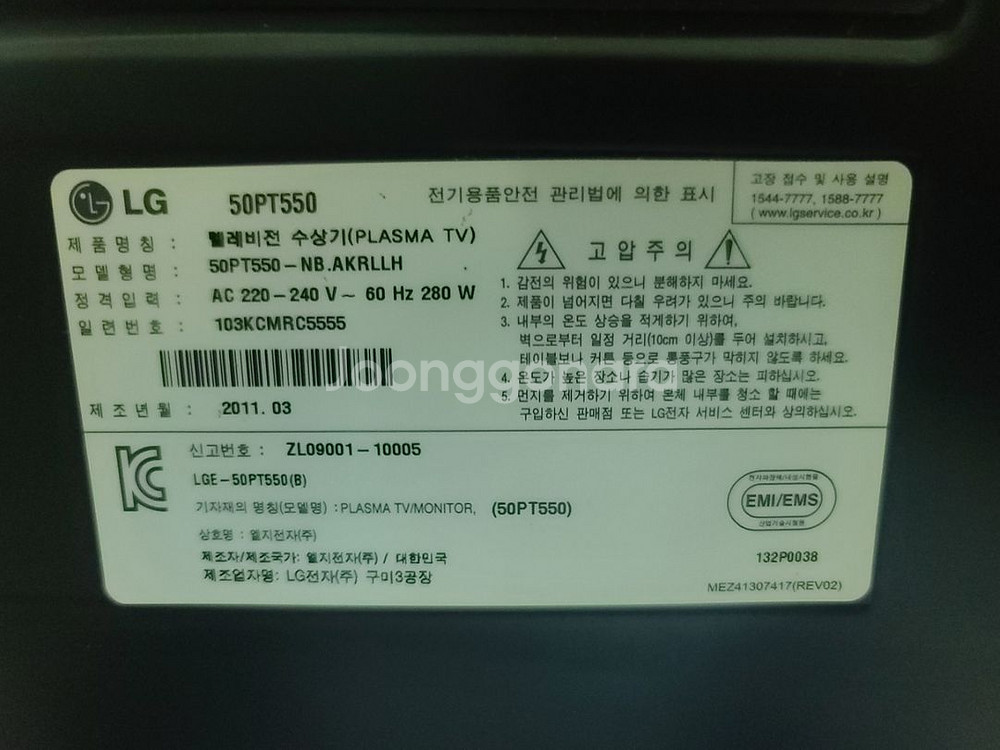 LG 50PT550 전기용품안전 관리법에 의한 표시
고장 접수 및 사용 설명
1544-7777, 1588-7777
( www.lgservice.co.kr )
제 품 명 칭 : 텔레비전 수상기(PLASMA TV)
모 델 형 명 : 50PT550-NB.AKRLLH
정 격 입 력 : AC 220-240 V~ 60 Hz 280 W
일 련 번 호 : 103KCMRC5555
제 조 년 월 : 2011. 03
고 압 주 의
1. 감전의 위험이 있으니 분해하지 마세요.
2. 제품이 넘어지면 다칠 우려가 있으니 주의 바랍니다.
3. 내부의 온도 상승을 적게하기 위하여,
벽으로부터 일정 거리(10cm 이상)를 두어 설치하시고,
테이블보나 커튼 등으로 통풍구가 막히지 않도록 하세요.
4. 온도가 높은 장소나 습기가 많은 장소는 피하십시오.
5. 먼지를 제거하기 위하여 본체 내부를 청소 할 때에는
구입하신 판매점 또는 LG전자 서비스 센터와 상의하십시오.
Joonggonara
신고번호 : ZL09001-10005
LGE-50PT550(B)
기자재의 명칭(모델명) : PLASMA TV/MONITOR, (50PT550)
상호명 : 엘지전자(주)
제조자/제조국가: 엘지전자(주) / 대한민국
제조업자명: LG전자(주) 구미3공장
EMI/EMS
산업기술시험원
132P0038
MEZ41307417(REV02)